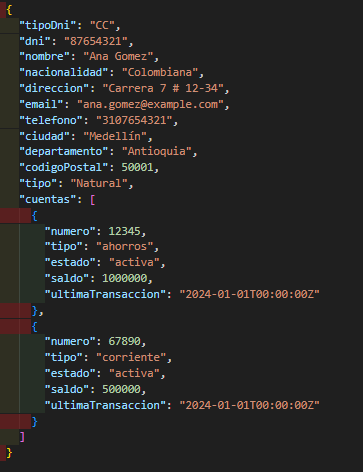 {
"tipoDni": "CC",
"dni": "87654321",
"nombre": "Ana Gomez",
"nacionalidad": "Colombiana",
"direccion": "Carrera 7 # 12-34",
"email": "ana.gomez@example.com",
"telefono": "3107654321",
"ciudad": "Medellín",
"departamento": "Antioquia",
"codigoPostal": 50001,
"tipo": "Natural",
"cuentas": [
{
"numero": 12345,
"tipo": "ahorros",
"estado": "activa",
"saldo": 1000000,
"ultimaTransaccion": "2024-01-01T00:00:00Z"
},
{
"numero": 67890,
"tipo": "corriente",
"estado": "activa",
"saldo": 500000,
"ultimaTransaccion": "2024-01-01T00:00:00Z"
}
]
}